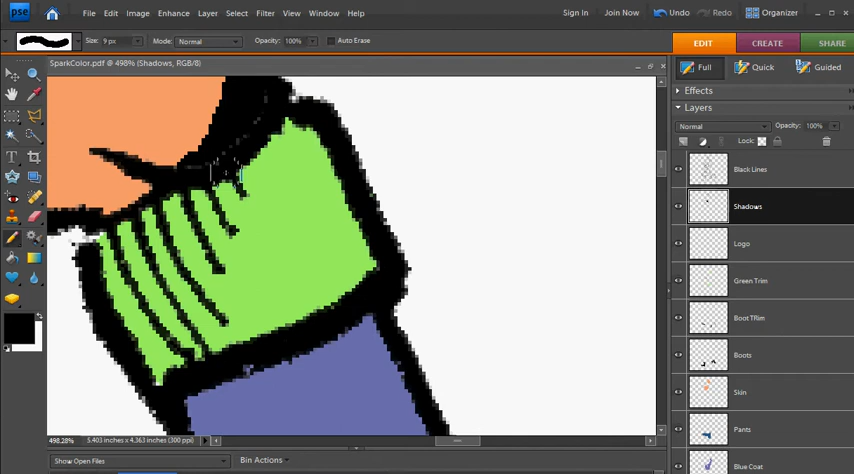 pse File Edit Image Enhance Layer Select Filter View Window Help Sign In Join Now Undo Redo Organizer
Size: 9 px Mode: Normal Opacity: 100% Auto Erase EDIT CREATE SHARE
SparkColor.pdf @ 498% (Shadows, RGB/8)
Full Quick Guided
Effects
Layers
Normal Opacity: 100%
Lock:
Black Lines
Shadows
Logo
Green Trim
Boot TRim
Boots
Skin
Pants
Blue Coat
498.28% 5.403 inches x 4.363 inches (300 ppi)
Show Open Files Bin Actions